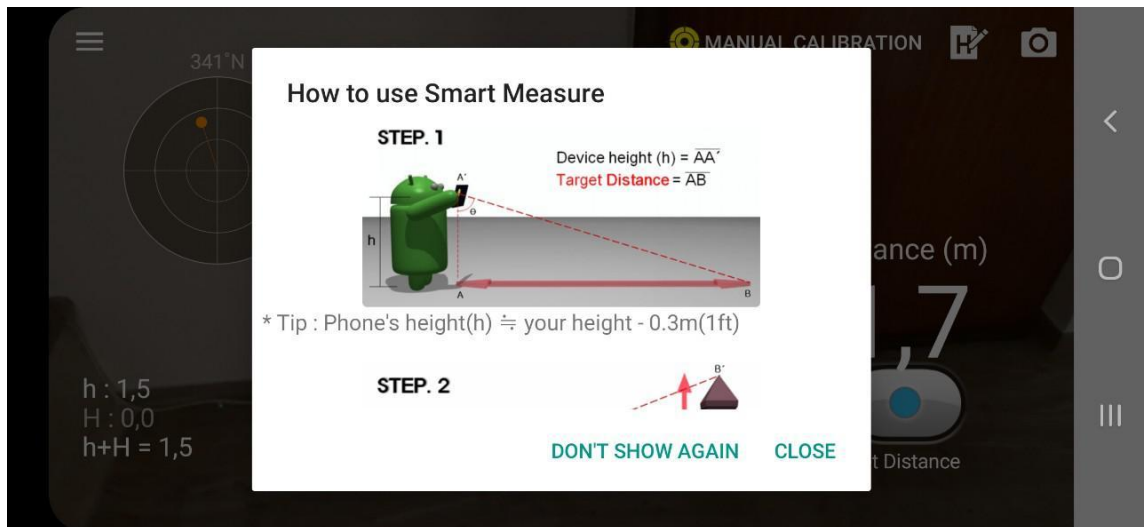 341°N
MANUAL CALIBRATION
H
How to use Smart Measure
STEP. 1
Device height (h) = AA´
Target Distance = AB
A'
θ
h
A
B
* Tip : Phone's height(h) ≒ your height - 0.3m(1ft)
STEP. 2
B'
DON'T SHOW AGAIN
CLOSE
ance (m)
1,7
h : 1,5
H : 0,0
h+H = 1,5
t Distance